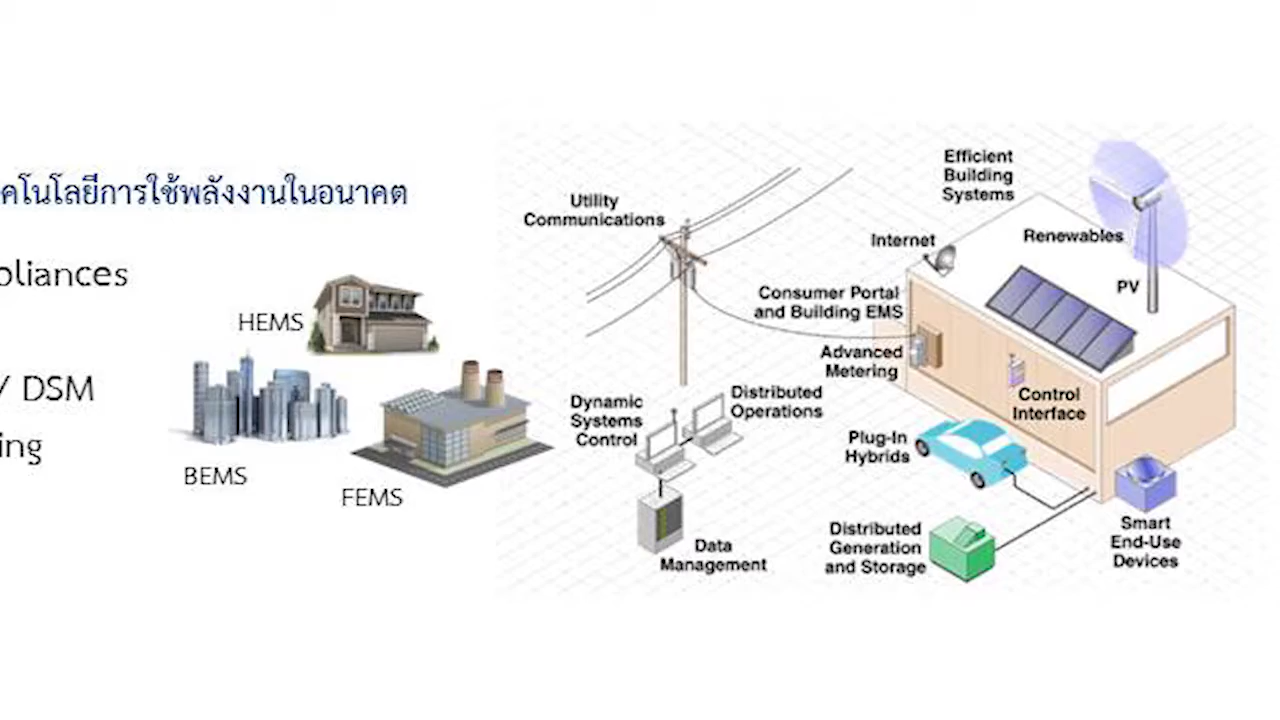 คโนโลยีการใช้พลังงานในอนาคต
pliances
/ DSM
ing
HEMS
BEMS
FEMS
Utility
Communications
Efficient
Building
Systems
Internet
Renewables
PV
Consumer Portal
and Building EMS
Advanced
Metering
Control
Interface
Dynamic
Systems
Control
Distributed
Operations
Plug-In
Hybrids
Data
Management
Distributed
Generation
and Storage
Smart
End-Use
Devices